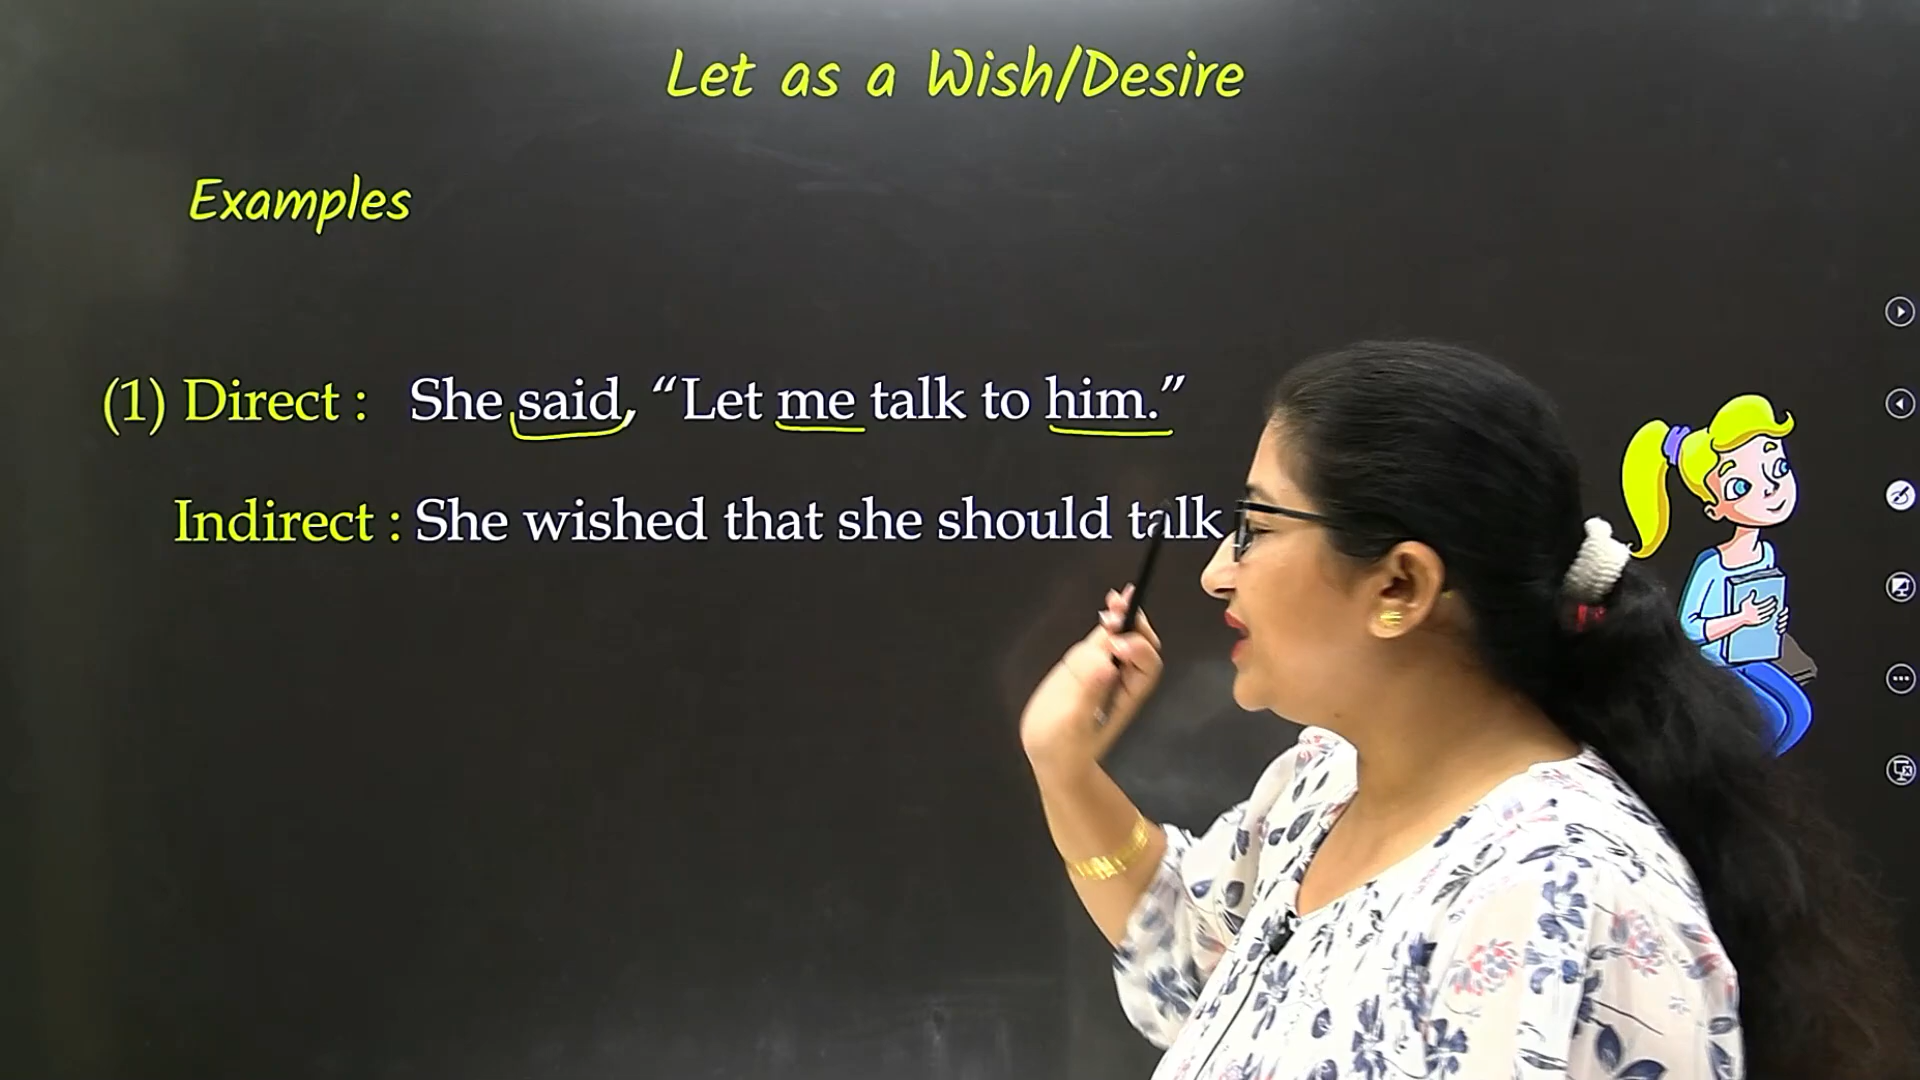 Let as a Wish/Desire
Examples
(1) Direct : She said, “Let me talk to him.”
Indirect : She wished that she should talk